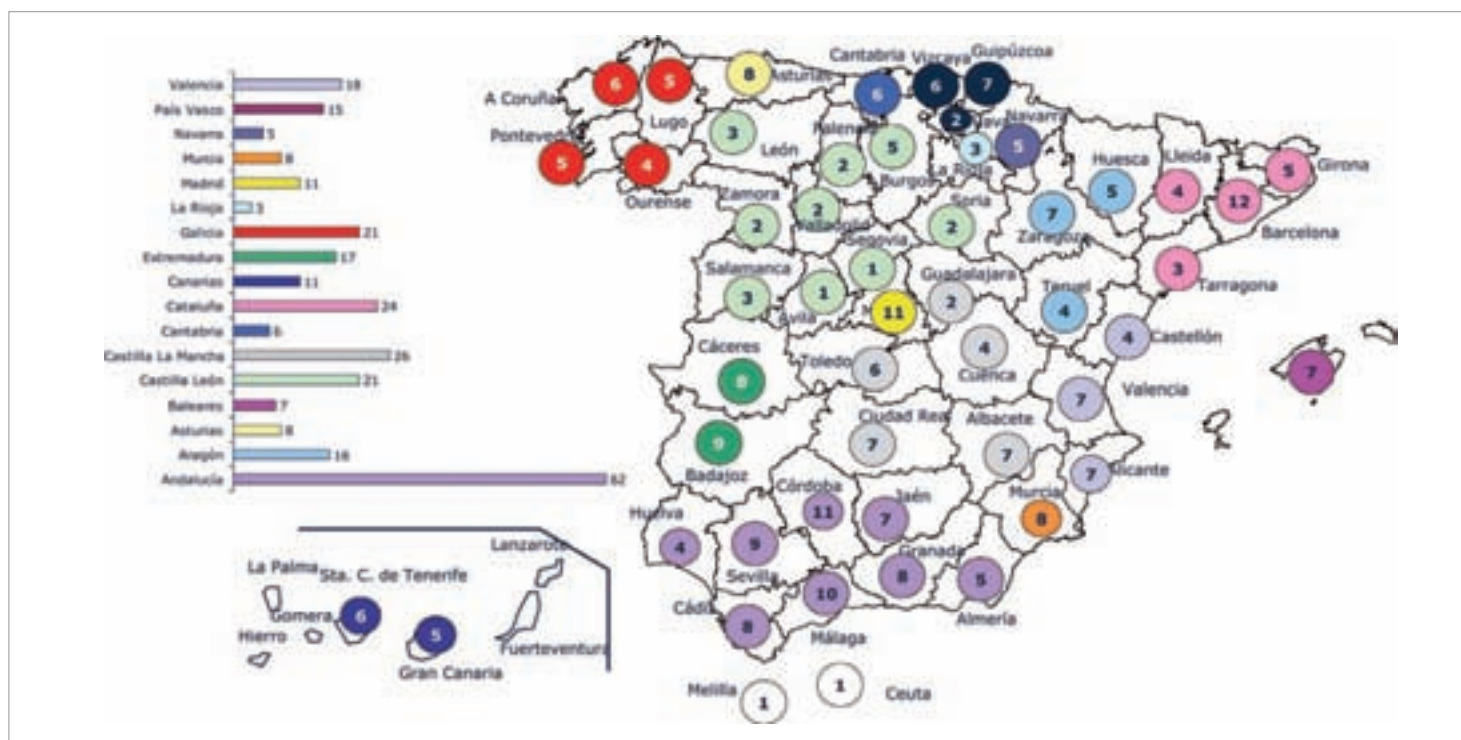 Valencia 18
País Vasco 15
Navarra 5
Murcia 8
Madrid 11
La Rioja 3
Galicia 21
Extremadura 17
Canarias 11
Cataluña 24
Cantabria 6
Castilla La Mancha 26
Castilla León 21
Baleares 7
Asturias 8
Aragón 16
Andalucía 62
Cantabria
Vizcaya
Guipúzcoa
6
5
8
Asturias
6
6
7
A Coruña
Lugo
3
León
Palencia
5
2
3
Navarra
5
Pontevedra
5
4
Ourense
2
Burgos
La Rioja
Huesca
5
Lleida
4
5
Girona
12
Barcelona
Zamora
2
2
Valladolid
Soria
2
7
Zaragoza
Segovia
1
Salamanca
3
1
Ávila
11
Guadalajara
2
Teruel
4
3
Tarragona
4
Castellón
Cáceres
8
Toledo
6
4
Cuenca
7
Valencia
7
9
Badajoz
Ciudad Real
7
Albacete
7
7
Alicante
Huelva
4
9
Sevilla
Córdoba
11
Jaén
7
Murcia
8
Granada
8
5
Almería
Cádiz
8
10
Málaga
Melilla
1
1
Ceuta
Lanzarote
La Palma
Sta. C. de Tenerife
Gomera
6
5
Hierro
Fuerteventura
Gran Canaria